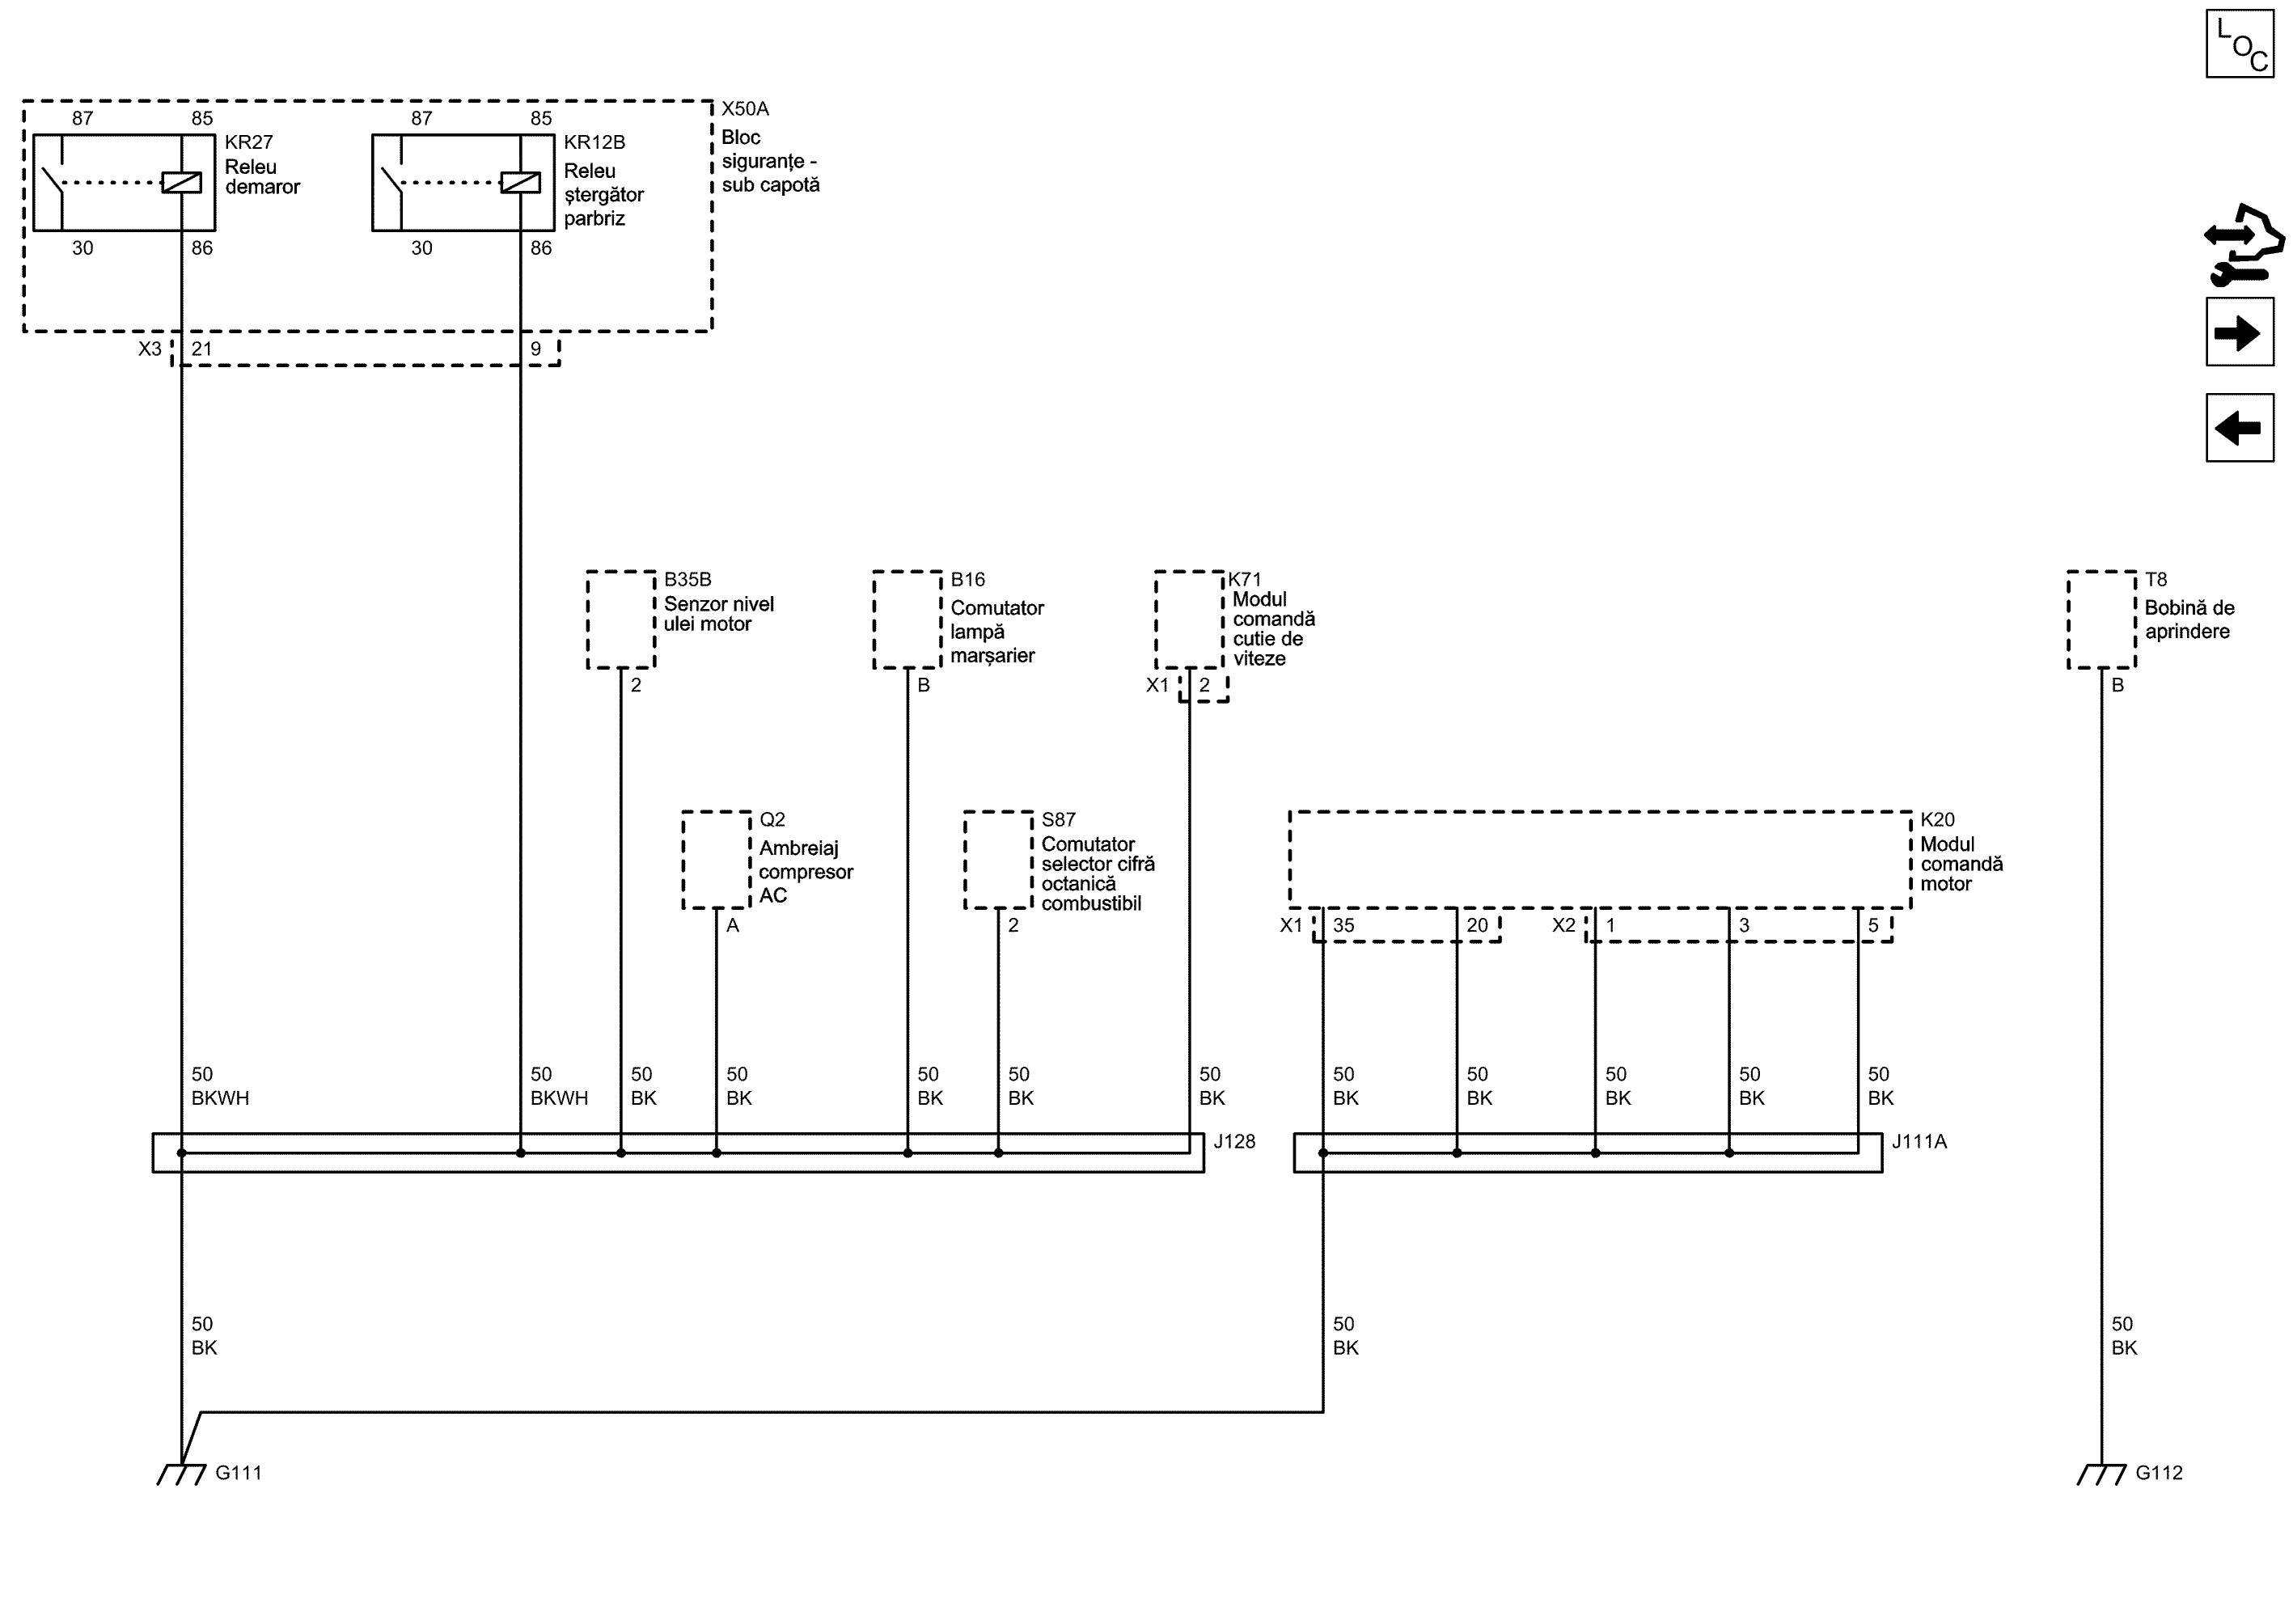 LOC
87
85
KR27
Releu
demaror
30
86
87
85
KR12B
Releu
ștergător
parbriz
30
86
X50A
Bloc
siguranțe -
sub capotă
X3
21
9
B35B
Senzor nivel
ulei motor
2
B16
Comutator
lampă
marșarier
B
K71
Modul
comandă
cutie de
viteze
X1
2
T8
Bobină de
aprindere
B
Q2
Ambreiaj
compresor
AC
A
S87
Comutator
selector cifră
octanică
combustibil
2
K20
Modul
comandă
motor
X1
35
20
X2
1
3
5
50
BKWH
50
BKWH
50
BK
50
BK
50
BK
50
BK
50
BK
50
BK
50
BK
50
BK
50
BK
50
BK
J128
J111A
50
BK
50
BK
50
BK
G111
G112